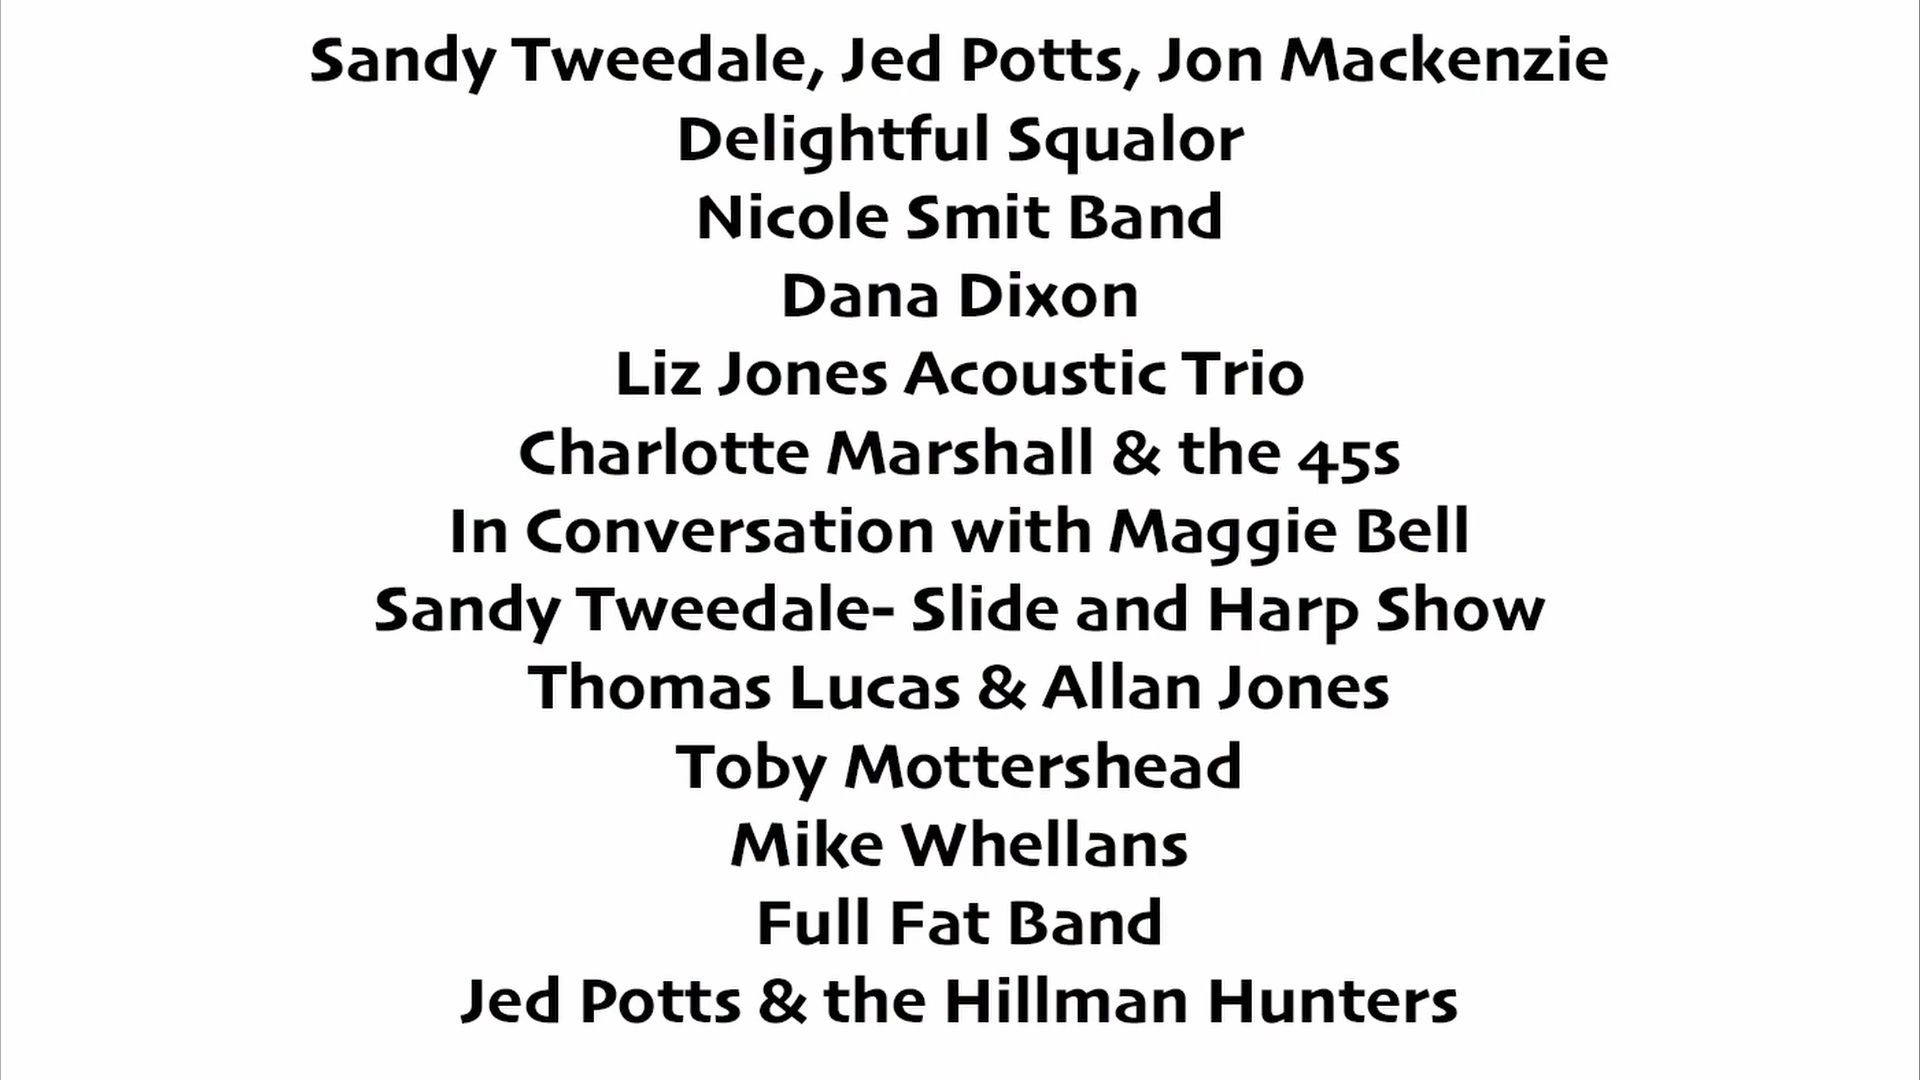 Sandy Tweedale, Jed Potts, Jon Mackenzie
Delightful Squalor
Nicole Smit Band
Dana Dixon
Liz Jones Acoustic Trio
Charlotte Marshall & the 45s
In Conversation with Maggie Bell
Sandy Tweedale- Slide and Harp Show
Thomas Lucas & Allan Jones
Toby Mottershead
Mike Whellans
Full Fat Band
Jed Potts & the Hillman Hunters